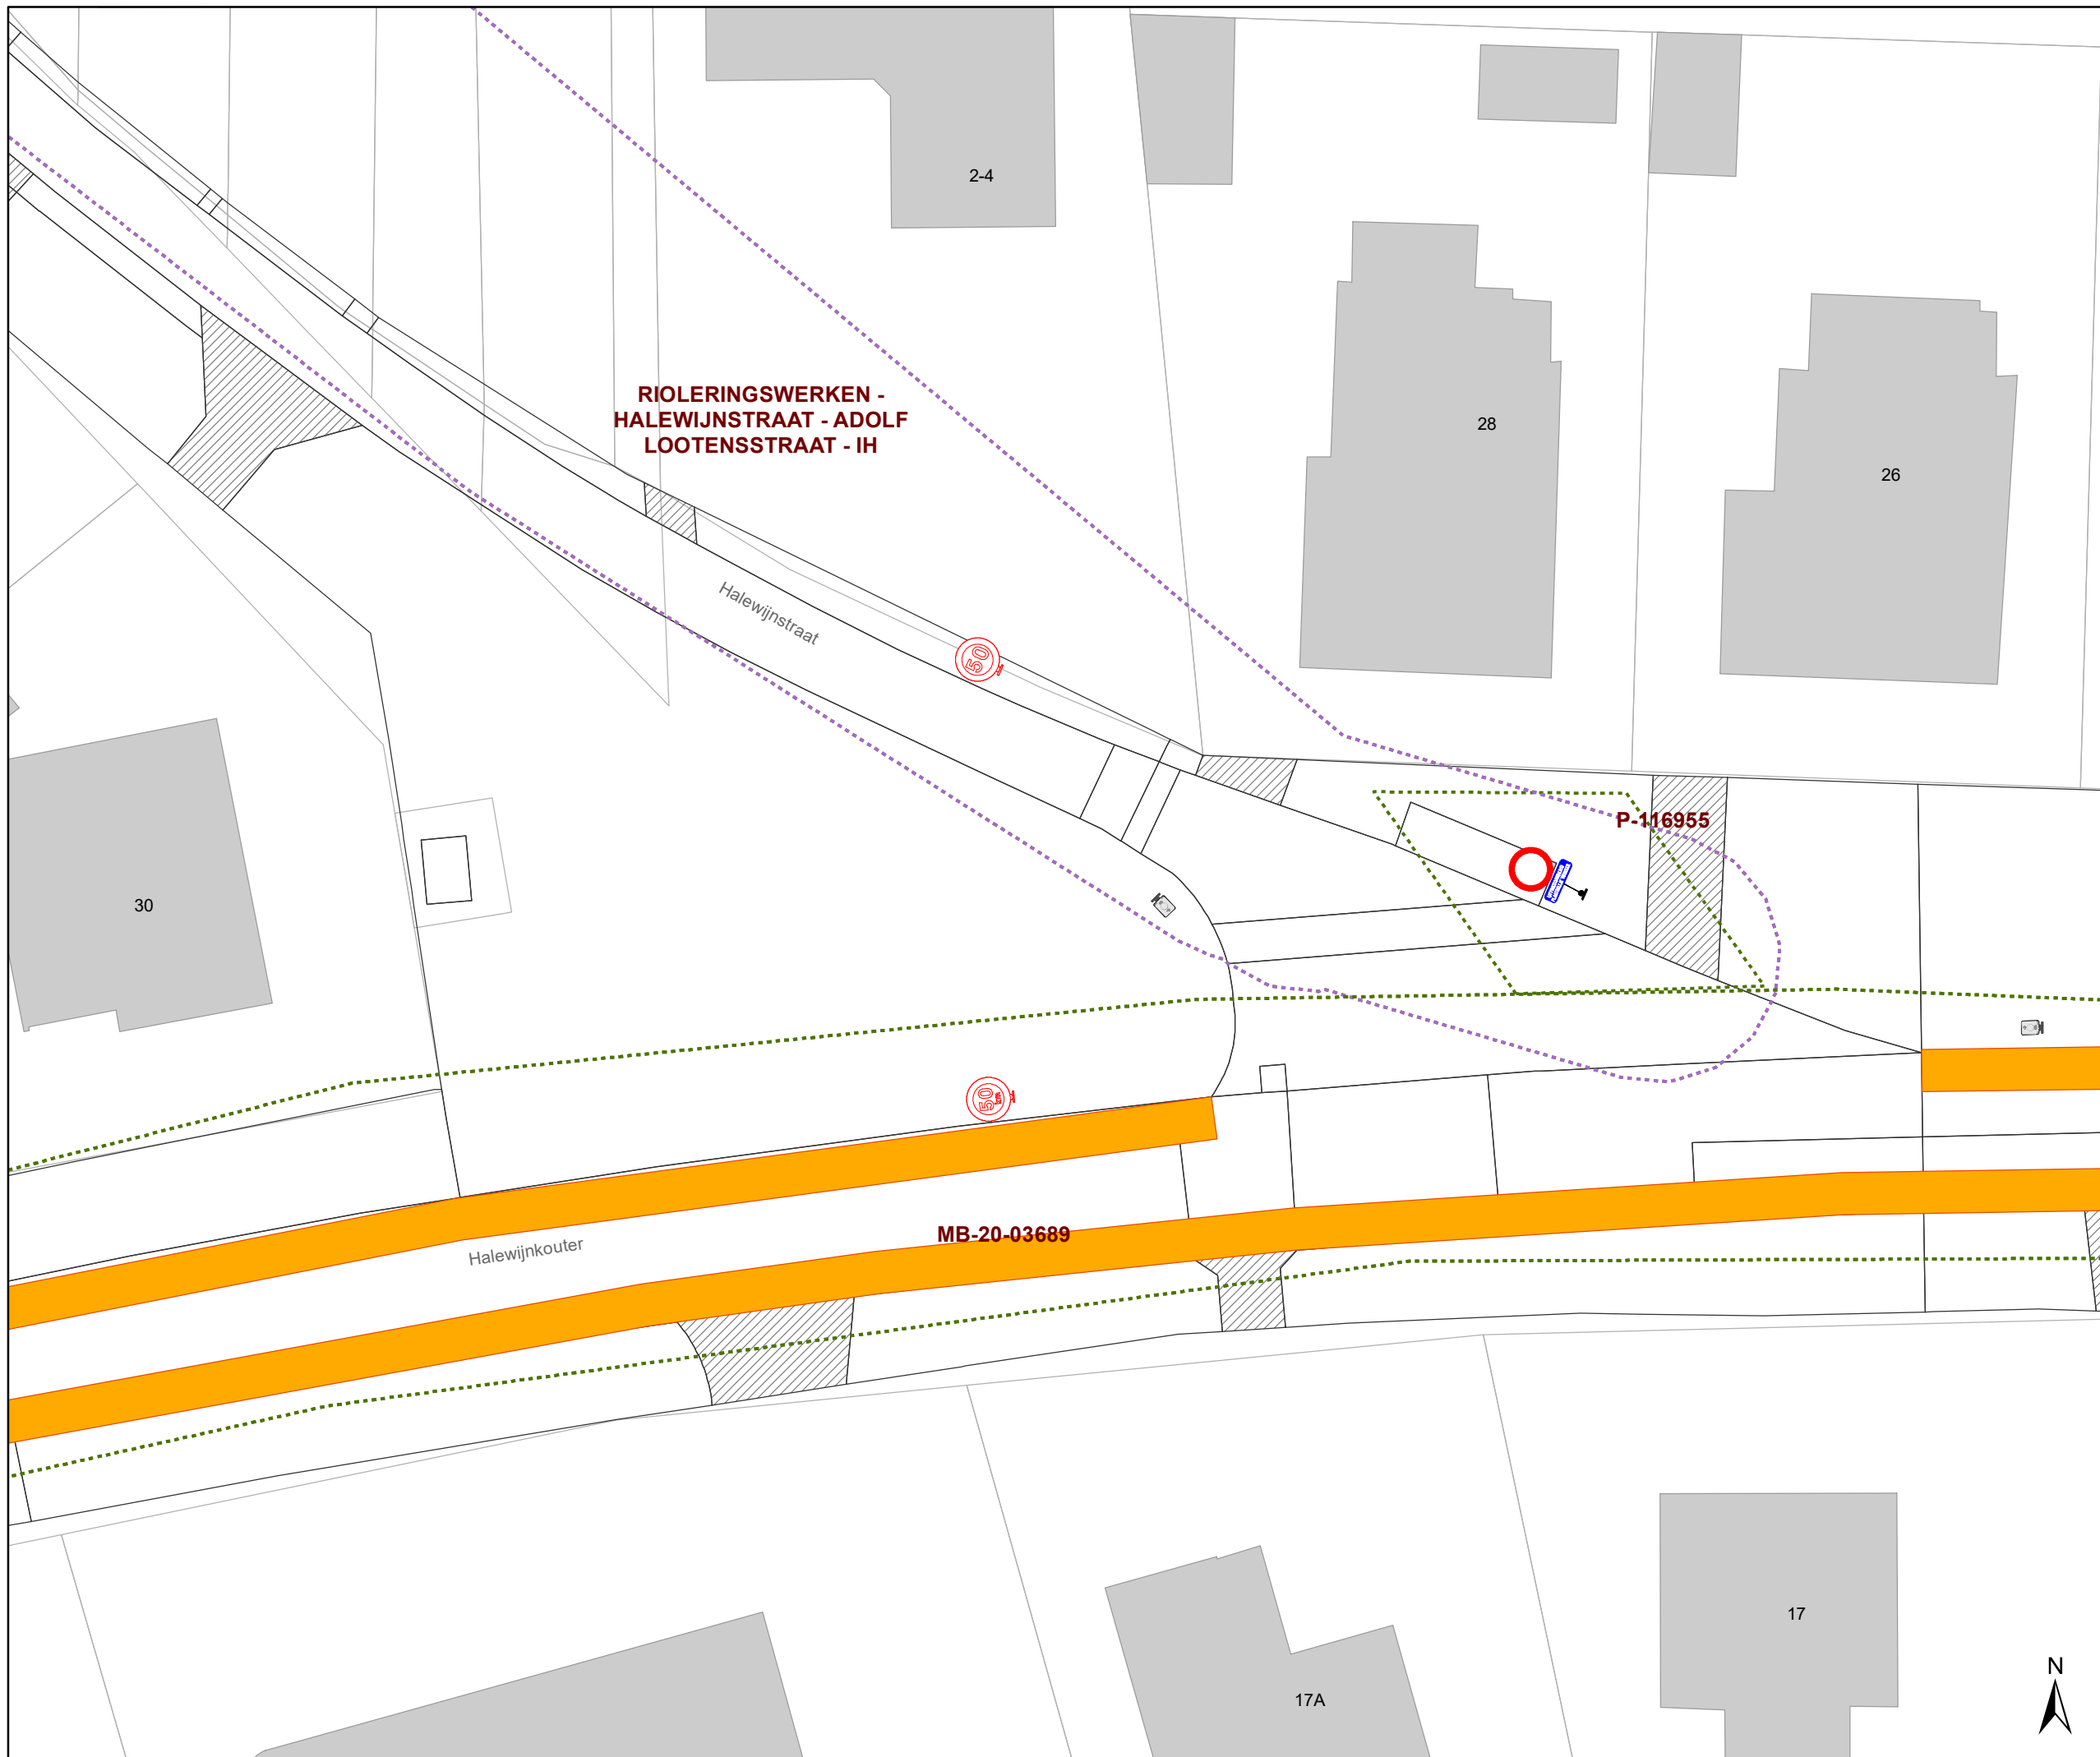 2-4
RIOLERINGSWERKEN -
HALEWIJNSTRAAT - ADOLF
LOOTENSSTRAAT - IH
28
26
Halewijnstraat
50
P-116955
30
50
MB-20-03689
Halewijnkouter
17
17A
N